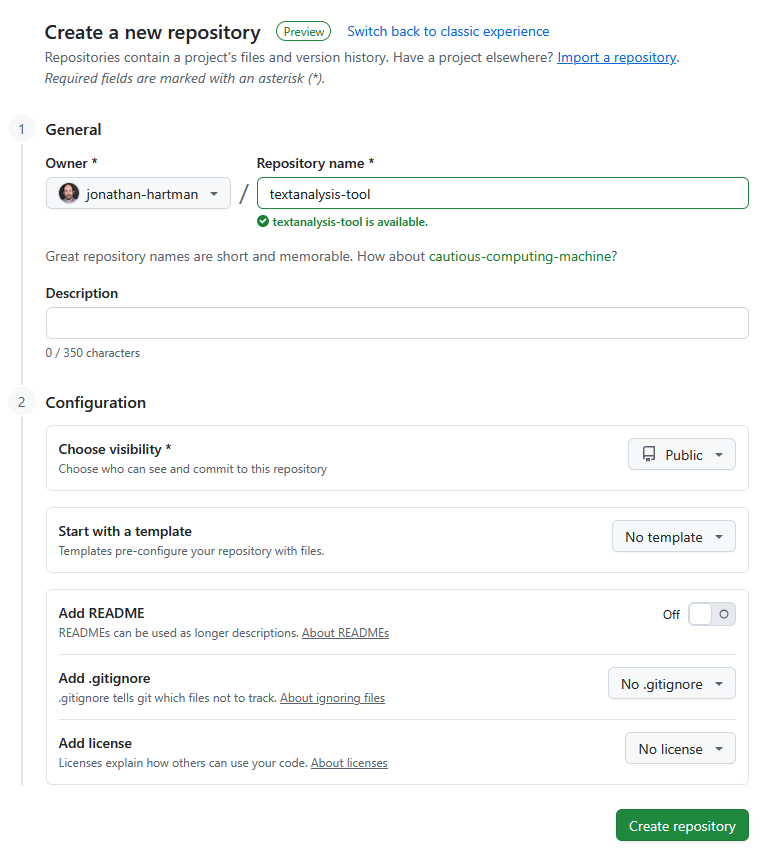 Create a new repository Preview Switch back to classic experience
Repositories contain a project's files and version history. Have a project elsewhere? Import a repository.
Required fields are marked with an asterisk (*).
1 General
Owner * Repository name *
jonathan-hartman / textanalysis-tool
textanalysis-tool is available.
Great repository names are short and memorable. How about cautious-computing-machine?
Description
0 / 350 characters
2 Configuration
Choose visibility * Public
Choose who can see and commit to this repository
Start with a template No template
Templates pre-configure your repository with files.
Add README Off
READMEs can be used as longer descriptions. About READMEs
Add .gitignore No .gitignore
.gitignore tells git which files not to track. About ignoring files
Add license No license
Licenses explain how others can use your code. About licenses
Create repository